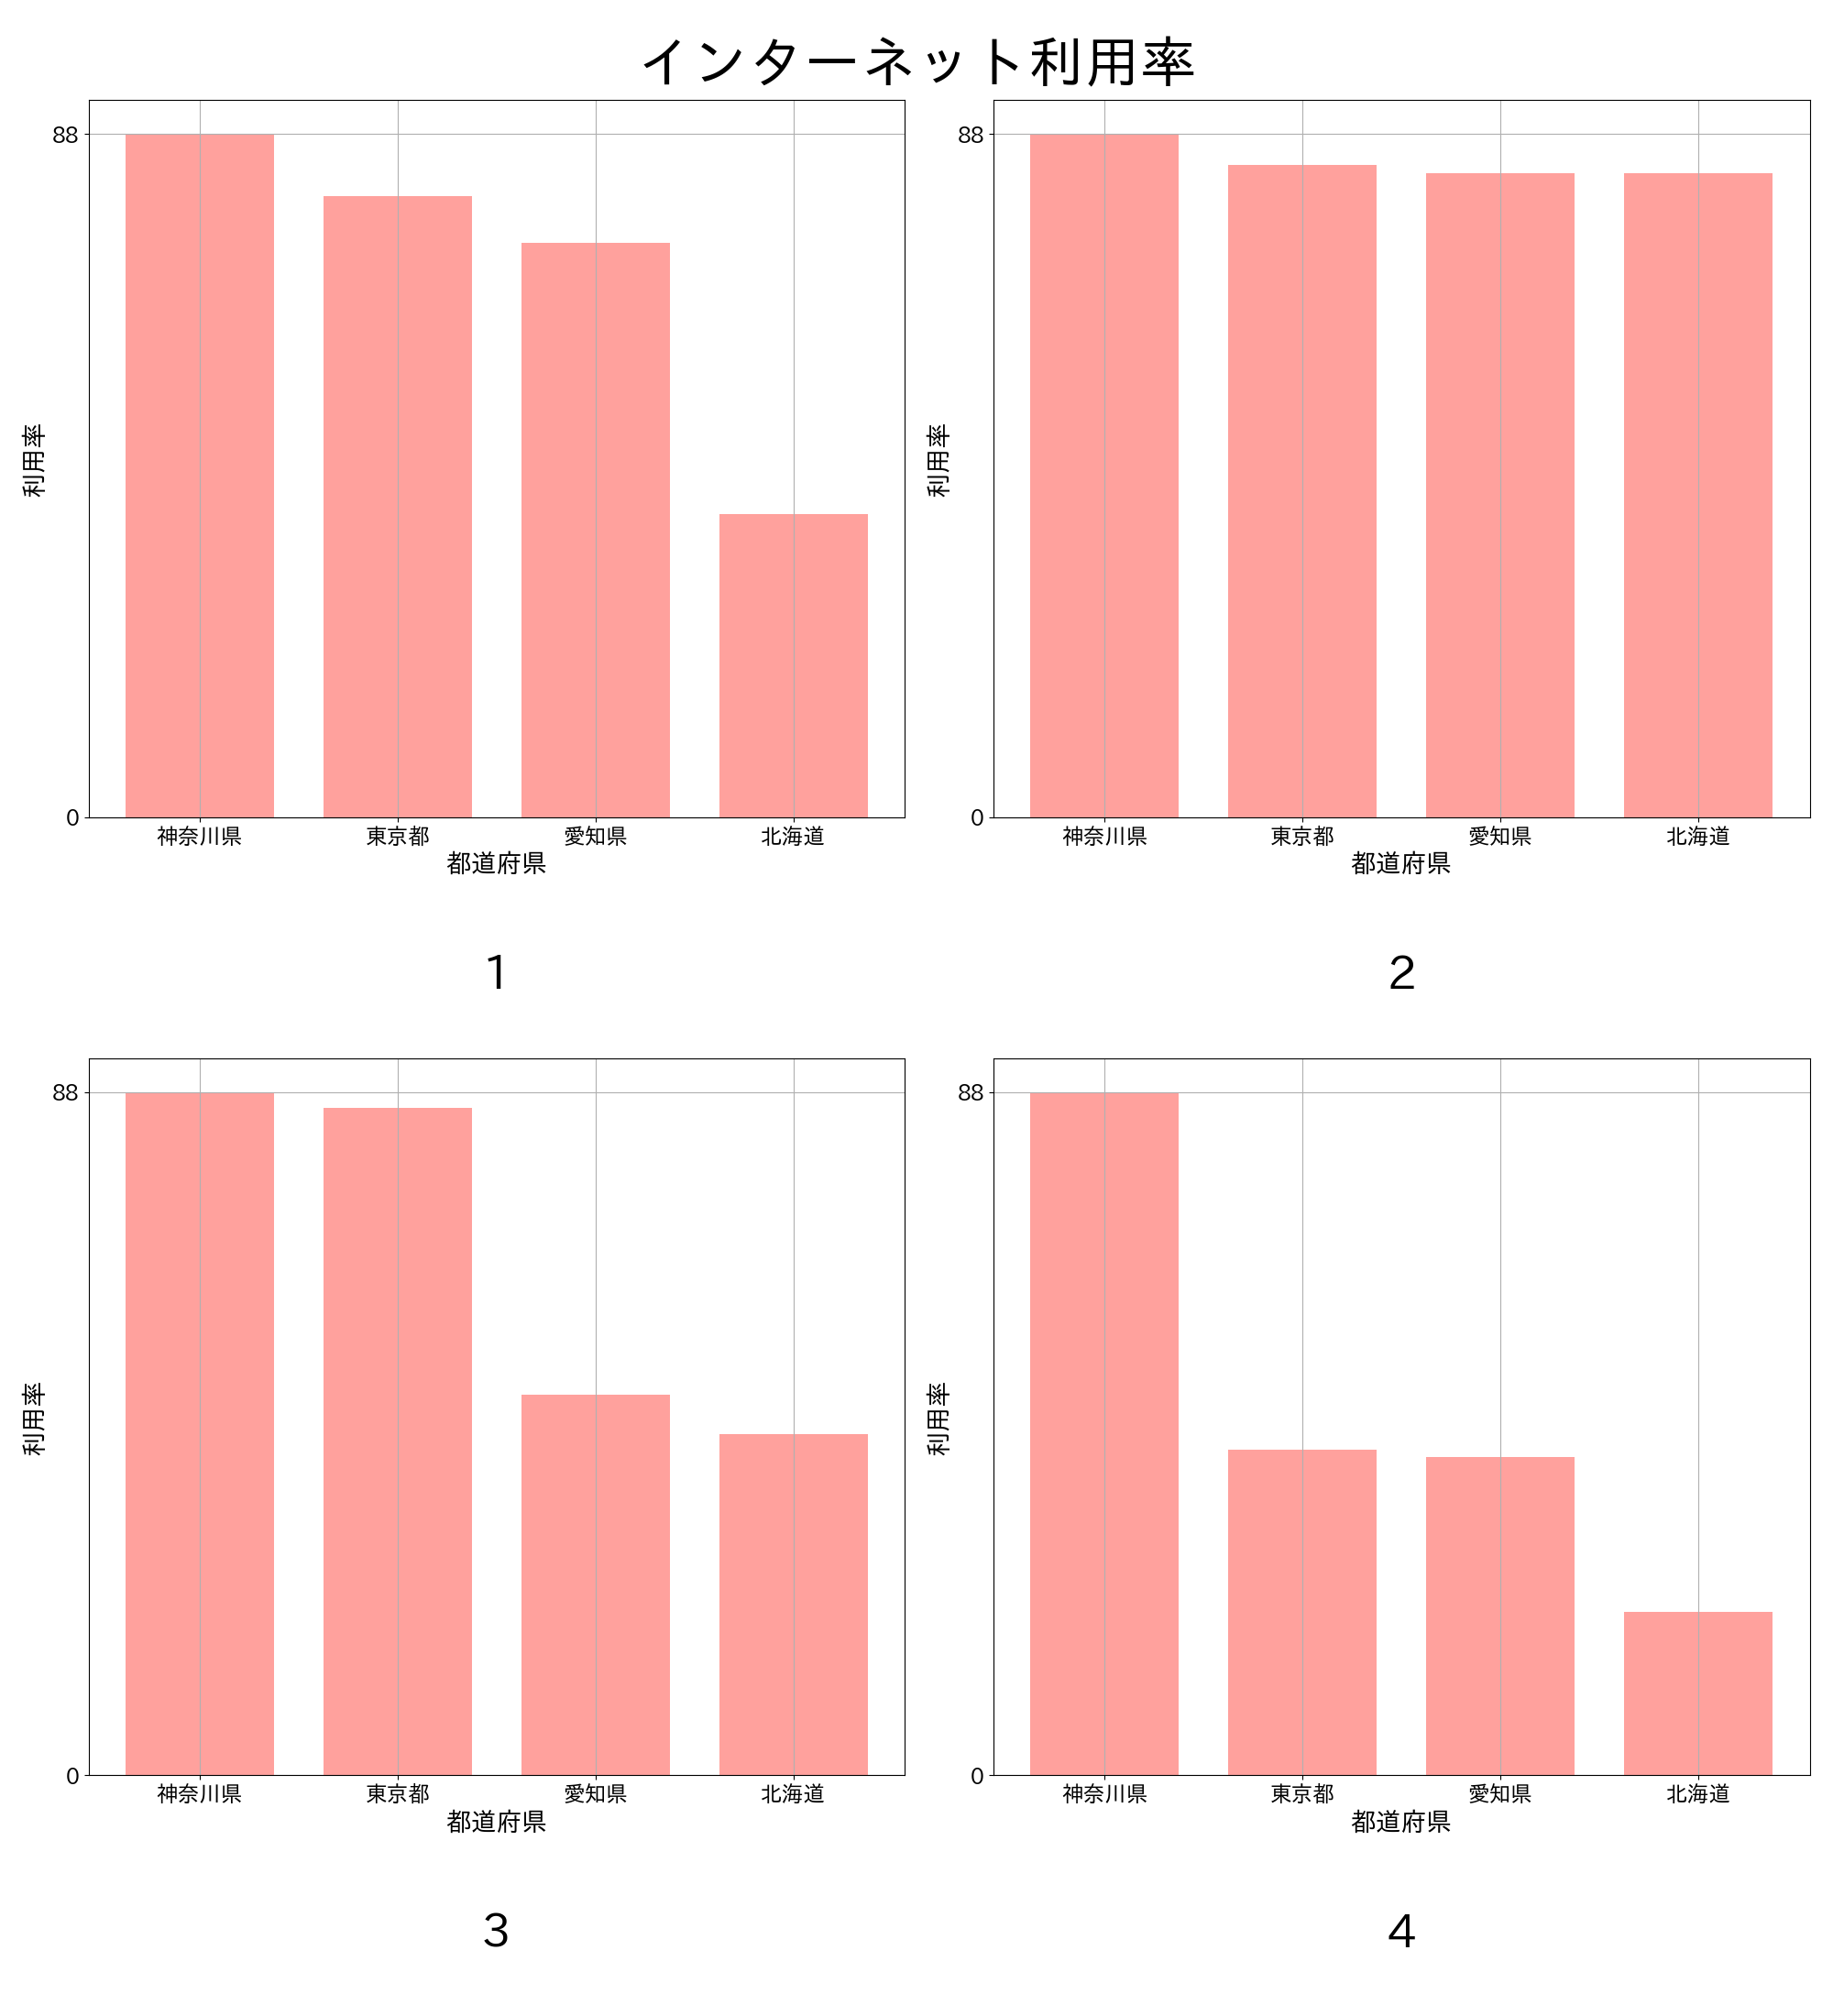 インターネット利用率
88
0
利用率
神奈川県 東京都 愛知県 北海道
都道府県
1
88
0
利用率
神奈川県 東京都 愛知県 北海道
都道府県
2
88
0
利用率
神奈川県 東京都 愛知県 北海道
都道府県
3
88
0
利用率
神奈川県 東京都 愛知県 北海道
都道府県
4